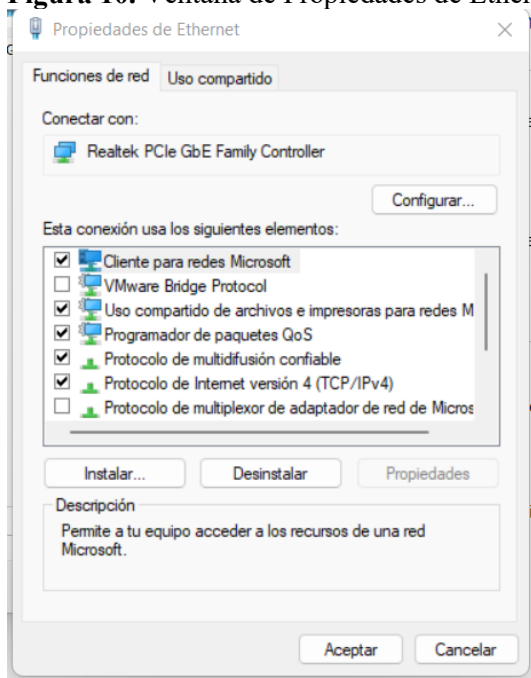 Figura 10. Ventana de Propiedades de Ether
Propiedades de Ethernet
Funciones de red Uso compartido
Conectar con:
Realtek PCIe GbE Family Controller
Configurar...
Esta conexión usa los siguientes elementos:
Cliente para redes Microsoft
VMware Bridge Protocol
Uso compartido de archivos e impresoras para redes M
Programador de paquetes QoS
Protocolo de multidifusión confiable
Protocolo de Internet versión 4 (TCP/IPv4)
Protocolo de multiplexor de adaptador de red de Micros
Instalar... Desinstalar Propiedades
Descripción
Permite a tu equipo acceder a los recursos de una red
Microsoft.
Aceptar Cancelar